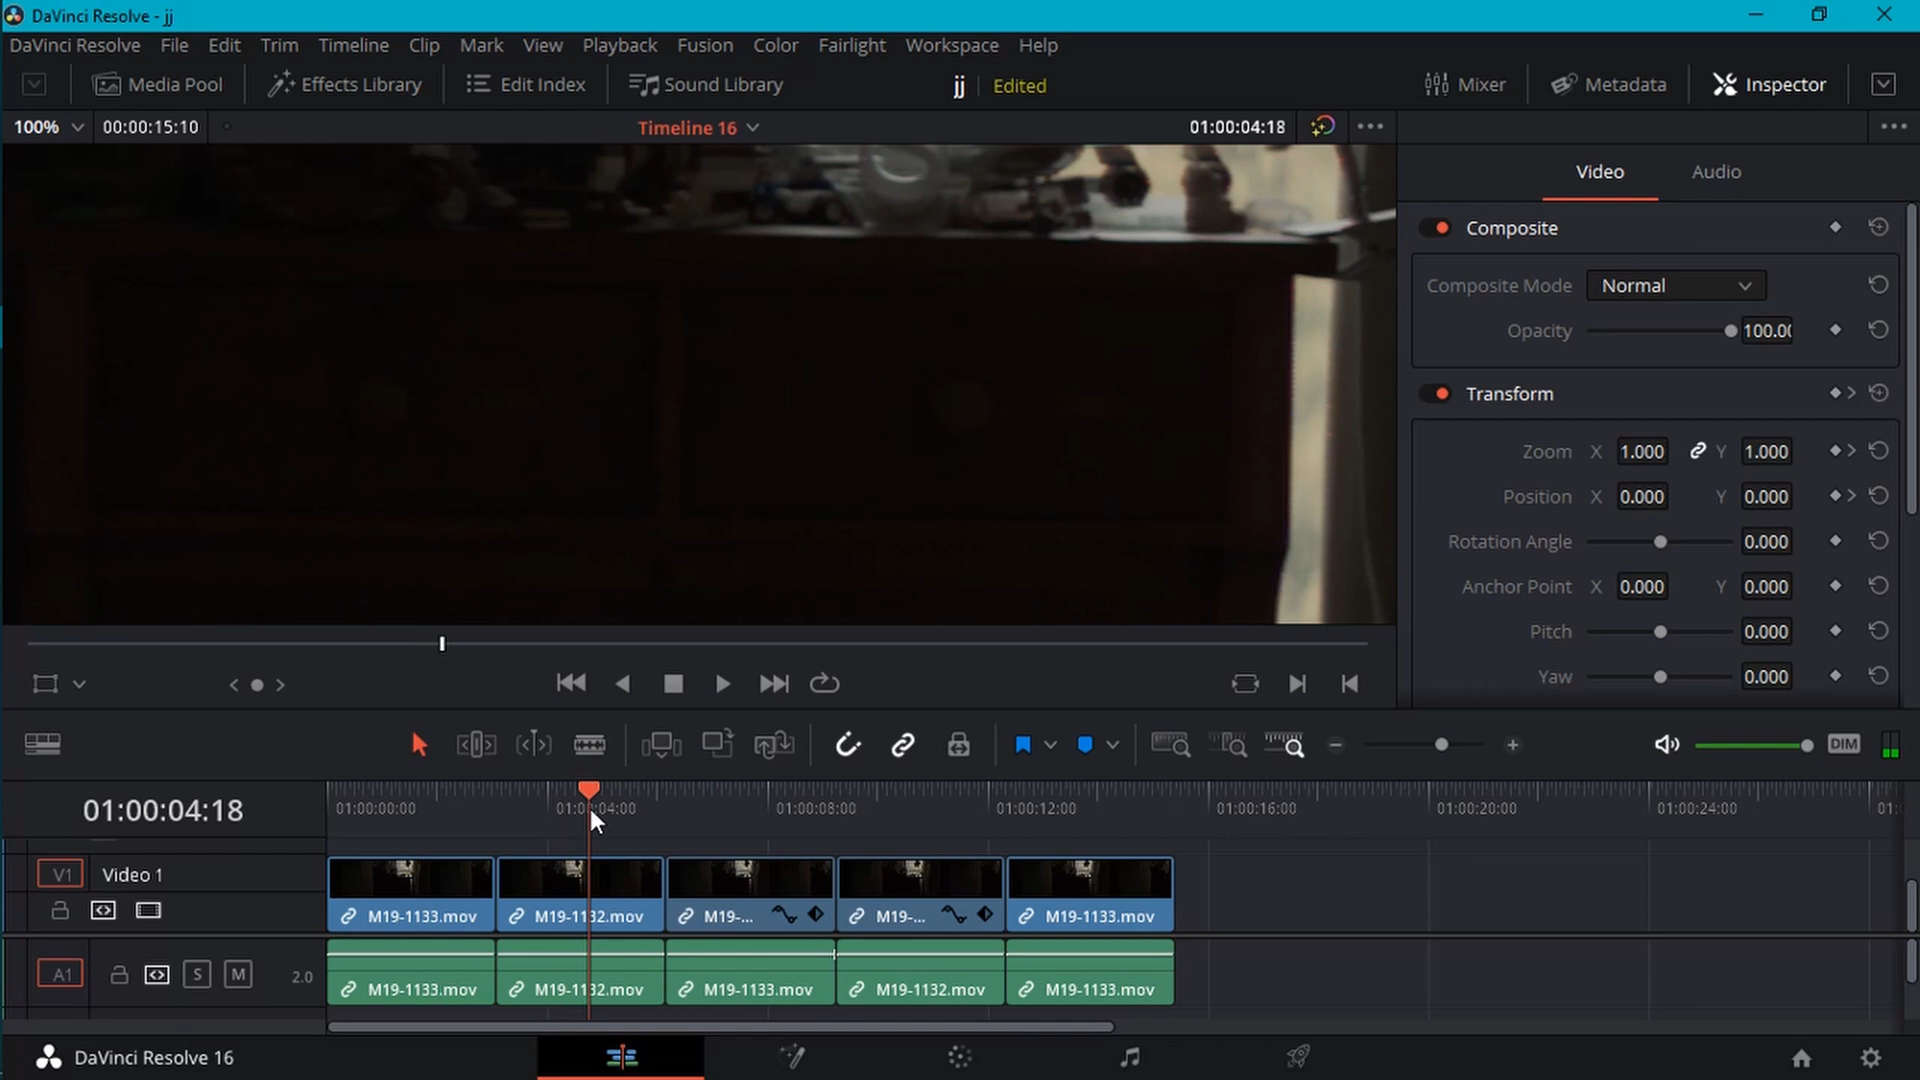 DaVinci Resolve - jj
DaVinci Resolve File Edit Trim Timeline Clip Mark View Playback Fusion Color Fairlight Workspace Help
Media Pool Effects Library Edit Index Sound Library jj Edited Mixer Metadata Inspector
100% 00:00:15:10 Timeline 16 01:00:04:18
Video Audio
Composite
Composite Mode Normal
Opacity 100.00
Transform
Zoom X 1.000 Y 1.000
Position X 0.000 Y 0.000
Rotation Angle 0.000
Anchor Point X 0.000 Y 0.000
Pitch 0.000
Yaw 0.000
DIM
01:00:04:18 01:00:00:00 01:00:04:00 01:00:08:00 01:00:12:00 01:00:16:00 01:00:20:00 01:00:24:00
V1 Video 1
M19-1133.mov M19-1132.mov M19-... M19-... M19-1133.mov
A1 S M 2.0
M19-1133.mov M19-1132.mov M19-1133.mov M19-1132.mov M19-1133.mov
DaVinci Resolve 16